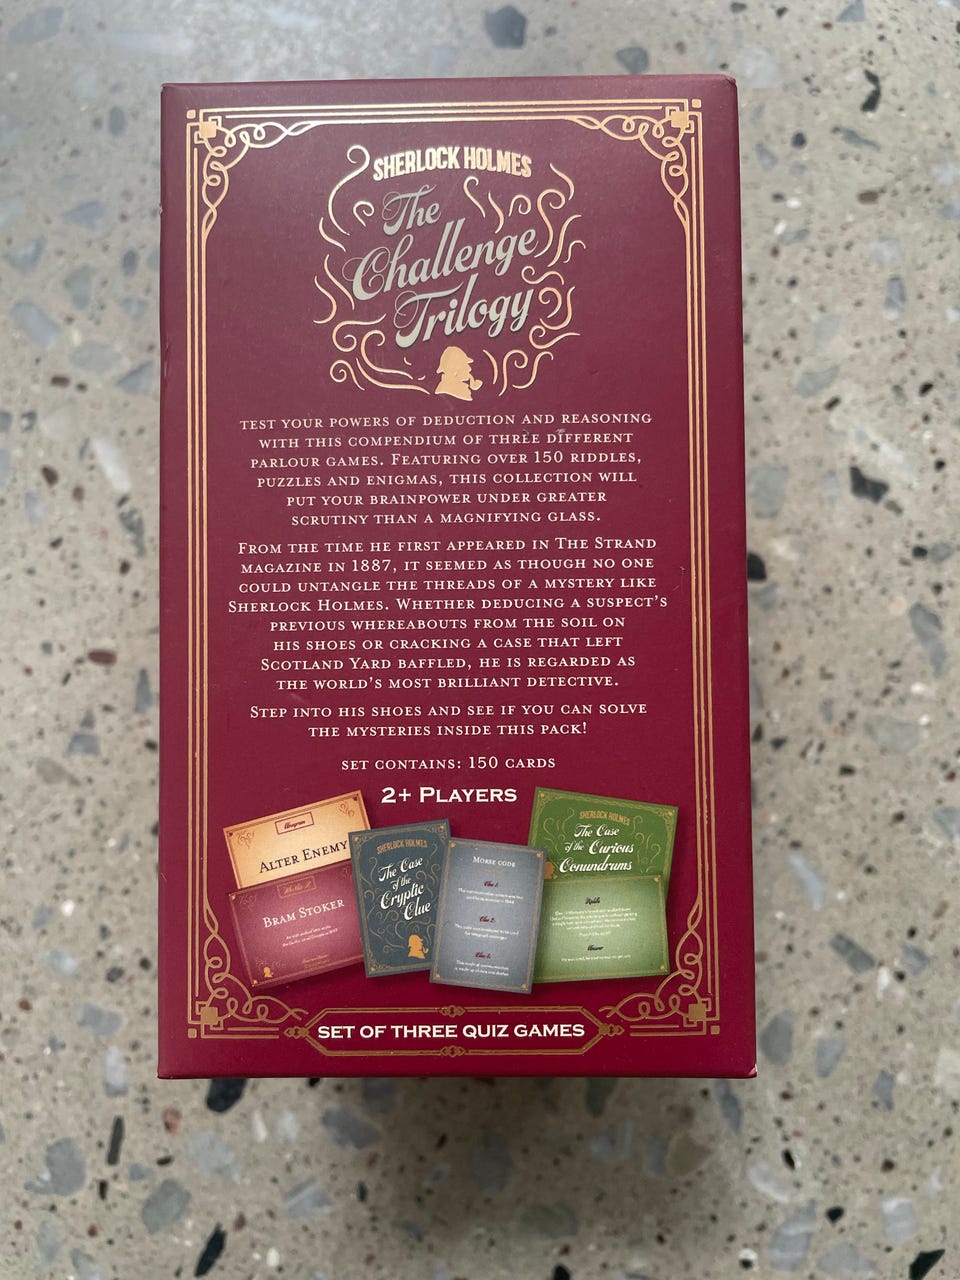 SHERLOCK HOLMES
The
Challenge
Trilogy
TEST YOUR POWERS OF DEDUCTION AND REASONING
WITH THIS COMPENDIUM OF THREE DIFFERENT
PARLOUR GAMES. FEATURING OVER 150 RIDDLES,
PUZZLES AND ENIGMAS, THIS COLLECTION WILL
PUT YOUR BRAINPOWER UNDER GREATER
SCRUTINY THAN A MAGNIFYING GLASS.
FROM THE TIME HE FIRST APPEARED IN THE STRAND
MAGAZINE IN 1887, IT SEEMED AS THOUGH NO ONE
COULD UNTANGLE THE THREADS OF A MYSTERY LIKE
SHERLOCK HOLMES. WHETHER DEDUCING A SUSPECT'S
PREVIOUS WHEREABOUTS FROM THE SOIL ON
HIS SHOES OR CRACKING A CASE THAT LEFT
SCOTLAND YARD BAFFLED, HE IS REGARDED AS
THE WORLD'S MOST BRILLIANT DETECTIVE.
STEP INTO HIS SHOES AND SEE IF YOU CAN SOLVE
THE MYSTERIES INSIDE THIS PACK!
SET CONTAINS: 150 CARDS
2+ PLAYERS
Anagram
ALTER ENEMY
Who Am I?
BRAM STOKER
SHERLOCK HOLMES
The Case
of the
Cryptic
Clue
MORSE CODE
Clue 1:
Clue 2:
Clue 3:
SHERLOCK HOLMES
The Case
of the Curious
Conundrums
Riddle
Answer
SET OF THREE QUIZ GAMES